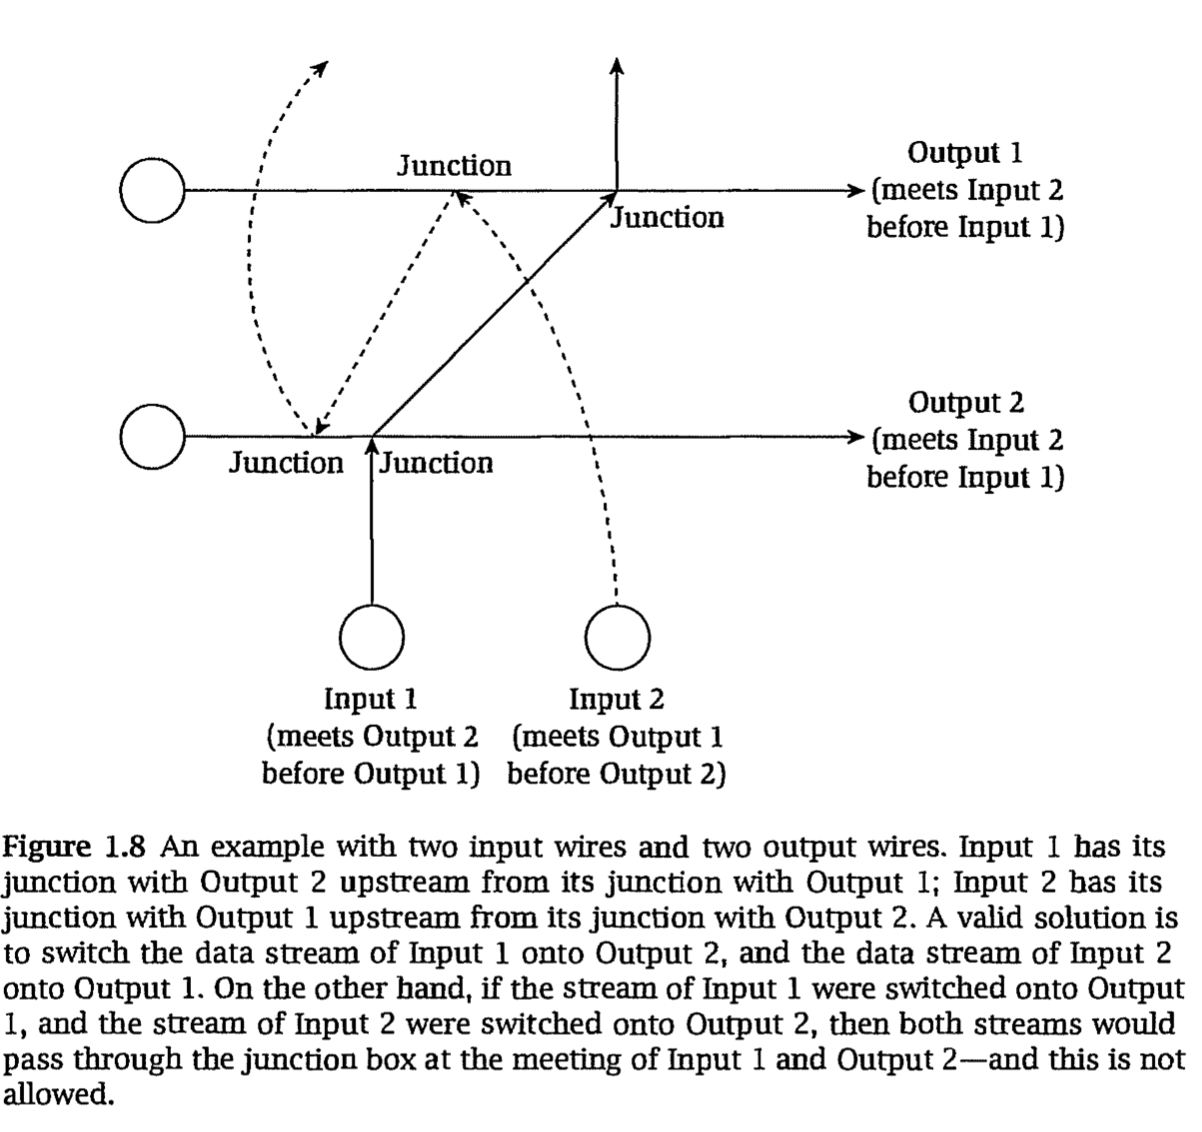 Junction
Output 1
(meets Input 2
before Input 1)
Junction
Output 2
(meets Input 2
before Input 1)
Junction
Junction
Input 1
(meets Output 2
before Output 1)
Input 2
(meets Output 1
before Output 2)
Figure 1.8 An example with two input wires and two output wires. Input 1 has its
junction with Output 2 upstream from its junction with Output 1; Input 2 has its
junction with Output 1 upstream from its junction with Output 2. A valid solution is
to switch the data stream of Input 1 onto Output 2, and the data stream of Input 2
onto Output 1. On the other hand, if the stream of Input 1 were switched onto Output
1, and the stream of Input 2 were switched onto Output 2, then both streams would
pass through the junction box at the meeting of Input 1 and Output 2—and this is not
allowed.